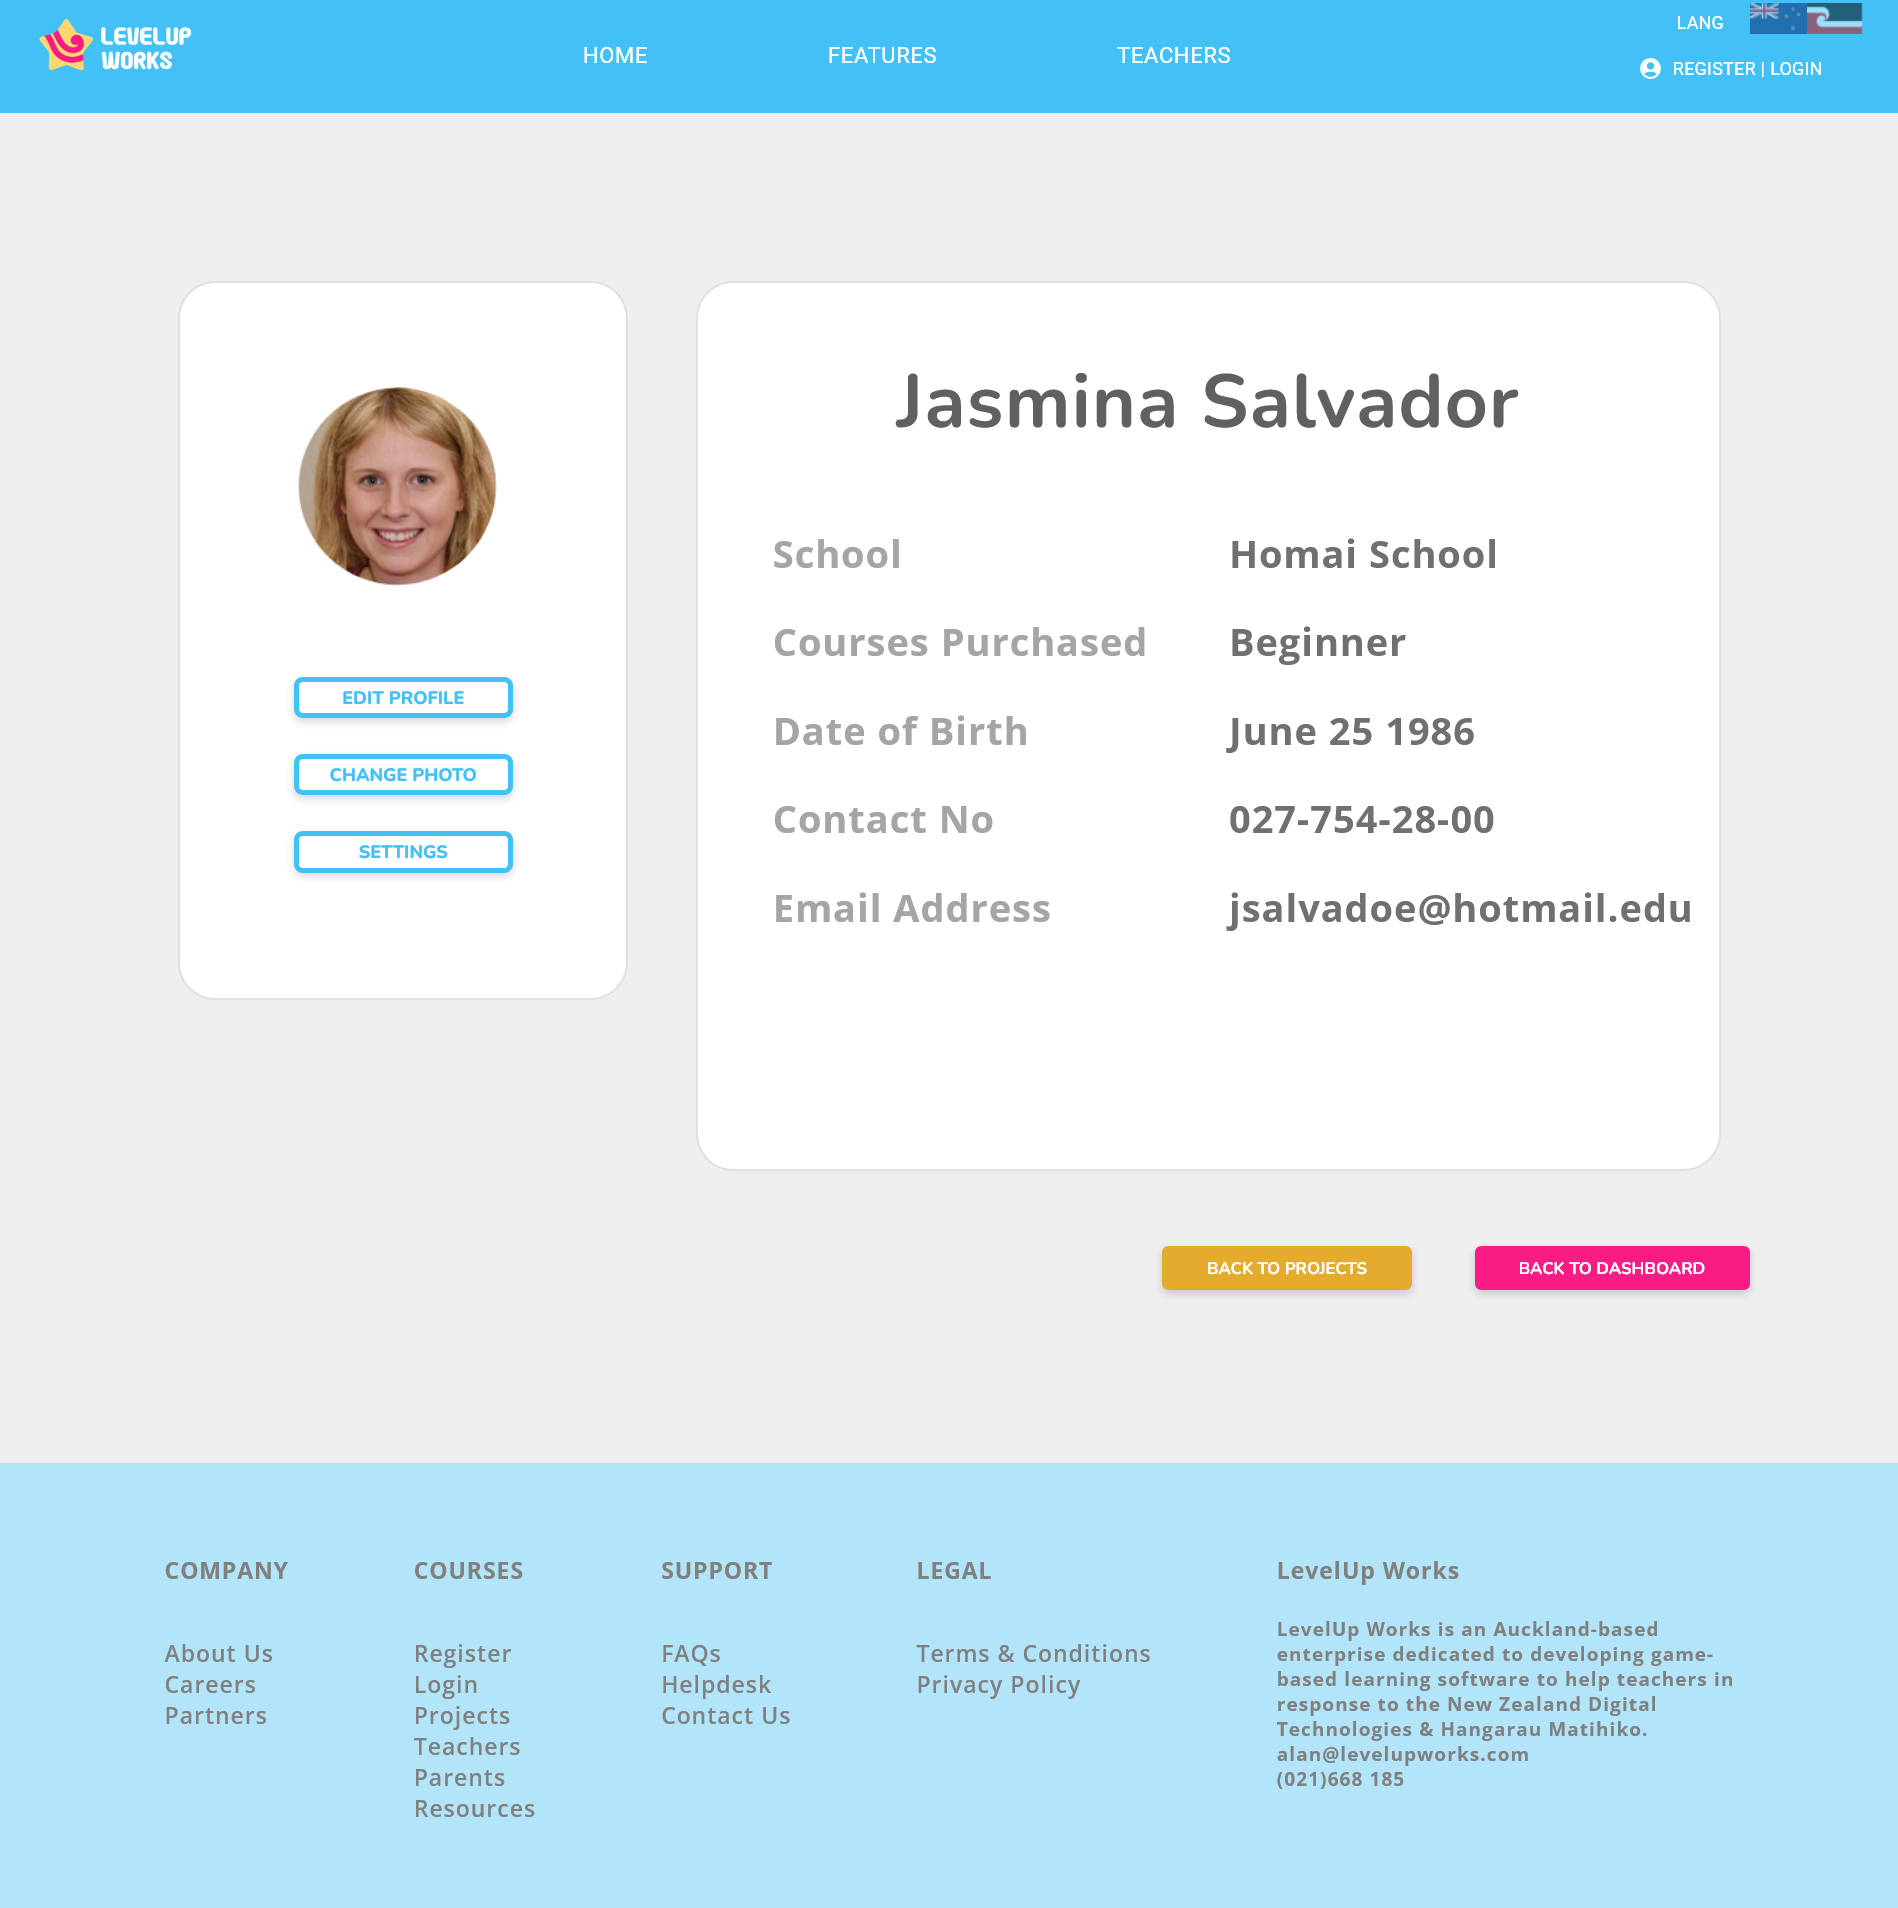 LEVELUP
WORKS
HOME
FEATURES
TEACHERS
LANG
REGISTER | LOGIN
EDIT PROFILE
CHANGE PHOTO
SETTINGS
Jasmina Salvador
School Homai School
Courses Purchased Beginner
Date of Birth June 25 1986
Contact No 027-754-28-00
Email Address jsalvadoe@hotmail.edu
BACK TO PROJECTS
BACK TO DASHBOARD
COMPANY
About Us
Careers
Partners
COURSES
Register
Login
Projects
Teachers
Parents
Resources
SUPPORT
FAQs
Helpdesk
Contact Us
LEGAL
Terms & Conditions
Privacy Policy
LevelUp Works
LevelUp Works is an Auckland-based
enterprise dedicated to developing game-
based learning software to help teachers in
response to the New Zealand Digital
Technologies & Hangarau Matihiko.
alan@levelupworks.com
(021)668 185